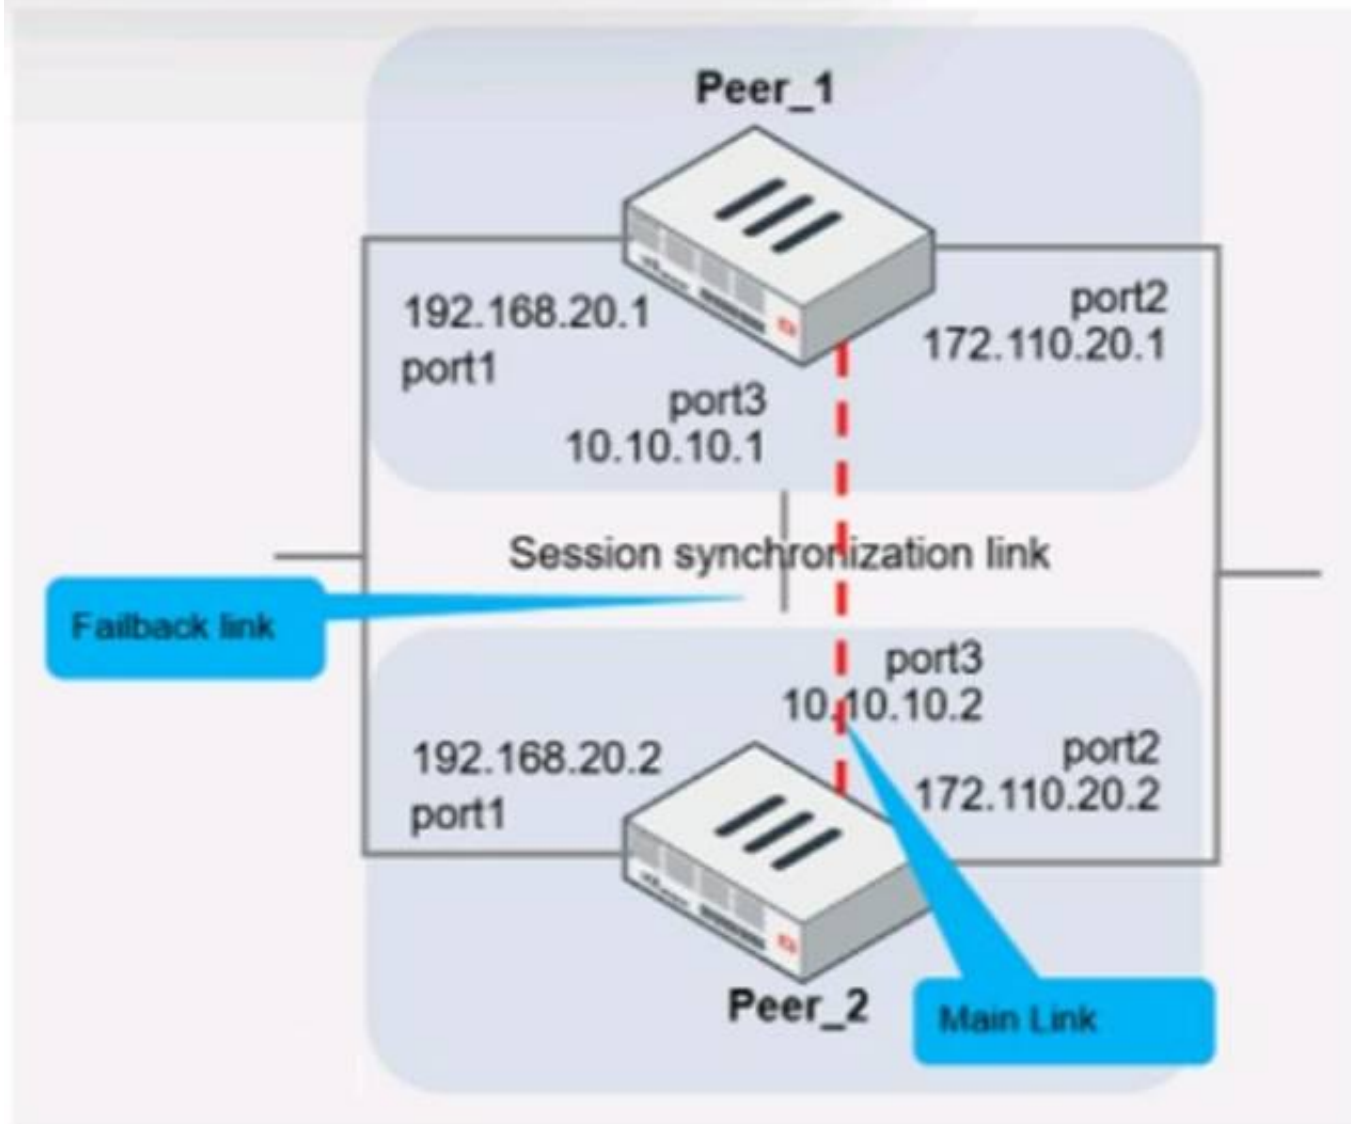 Peer_1
192.168.20.1
port1
port2
172.110.20.1
port3
10.10.10.1
Session synchronization link
Failback link
port3
10.10.10.2
192.168.20.2
port1
port2
172.110.20.2
Peer_2
Main Link